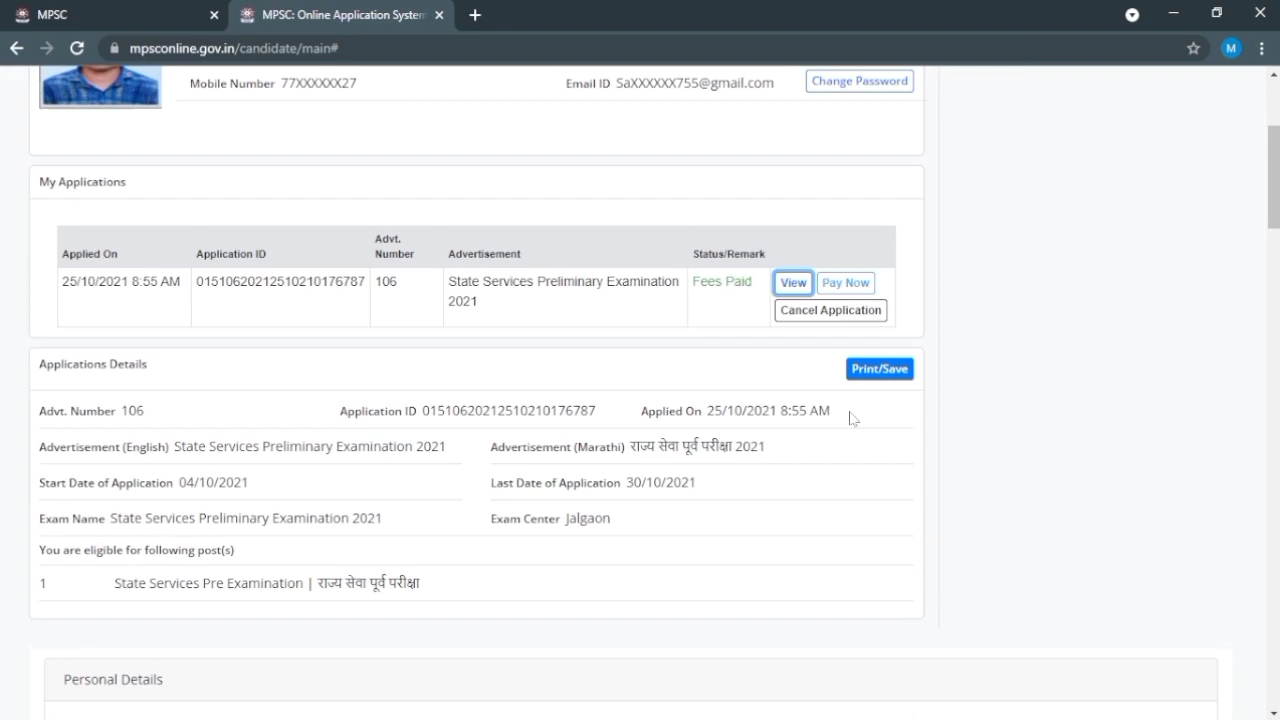 MPSC
MPSC: Online Application System
mpsconline.gov.in/candidate/main#
M
Mobile Number 77XXXXXX27
Email ID SaXXXXXX755@gmail.com
Change Password
My Applications
Applied On
Application ID
Advt. Number
Advertisement
Status/Remark
25/10/2021 8:55 AM
01510620212510210176787
106
State Services Preliminary Examination
2021
Fees Paid
View
Pay Now
Cancel Application
Applications Details
Print/Save
Advt. Number 106
Application ID 01510620212510210176787
Applied On 25/10/2021 8:55 AM
Advertisement (English) State Services Preliminary Examination 2021
Advertisement (Marathi) राज्य सेवा पूर्व परीक्षा 2021
Start Date of Application 04/10/2021
Last Date of Application 30/10/2021
Exam Name State Services Preliminary Examination 2021
Exam Center Jalgaon
You are eligible for following post(s)
1 State Services Pre Examination | राज्य सेवा पूर्व परीक्षा
Personal Details